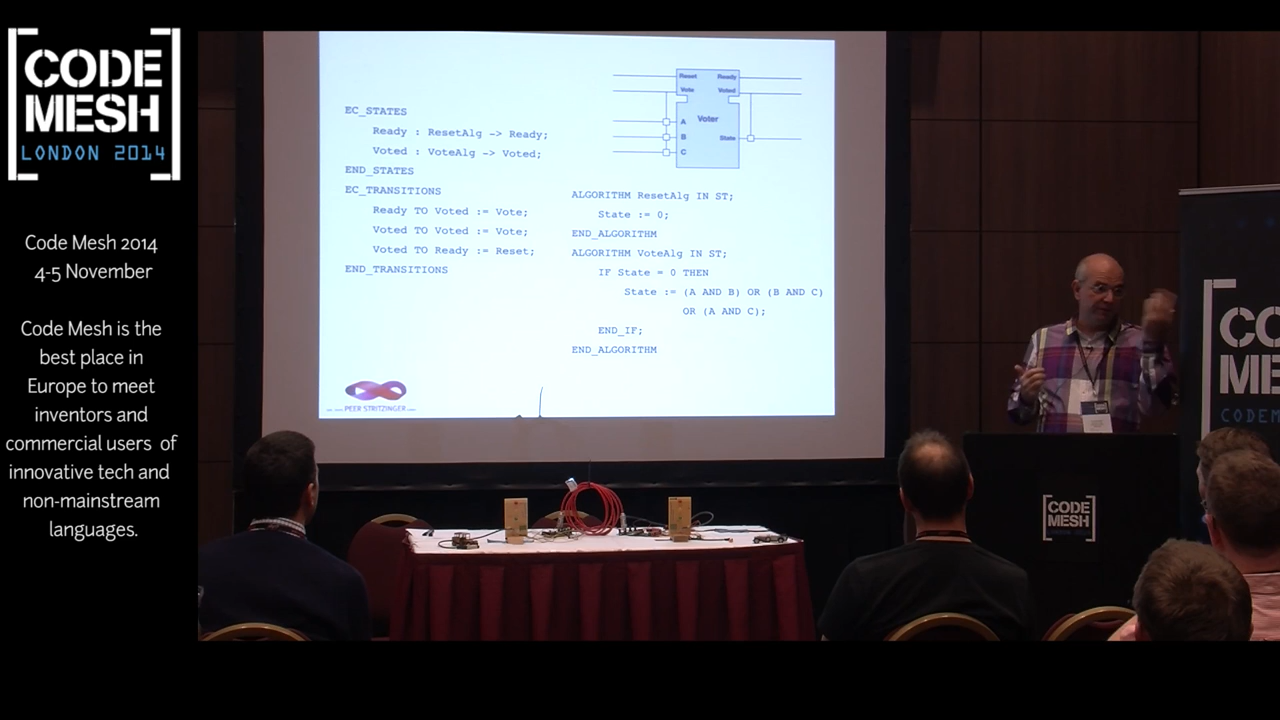 [CODE
MESH]
LONDON 2014
Code Mesh 2014
4-5 November
Code Mesh is the
best place in
Europe to meet
inventors and
commercial users of
innovative tech and
non-mainstream
languages.
EC_STATES
Ready : ResetAlg -> Ready;
Voted : VoteAlg -> Voted;
END_STATES
EC_TRANSITIONS
Ready TO Voted := Vote;
Voted TO Voted := Vote;
Voted TO Ready := Reset;
END_TRANSITIONS
Reset Ready
Vote Voted
Voter
A
B State
C
ALGORITHM ResetAlg IN ST;
State := 0;
END_ALGORITHM
ALGORITHM VoteAlg IN ST;
IF State = 0 THEN
State := (A AND B) OR (B AND C)
OR (A AND C);
END_IF;
END_ALGORITHM
PEER STRITZINGER
CODE
MESH
CO
ME
CODEM